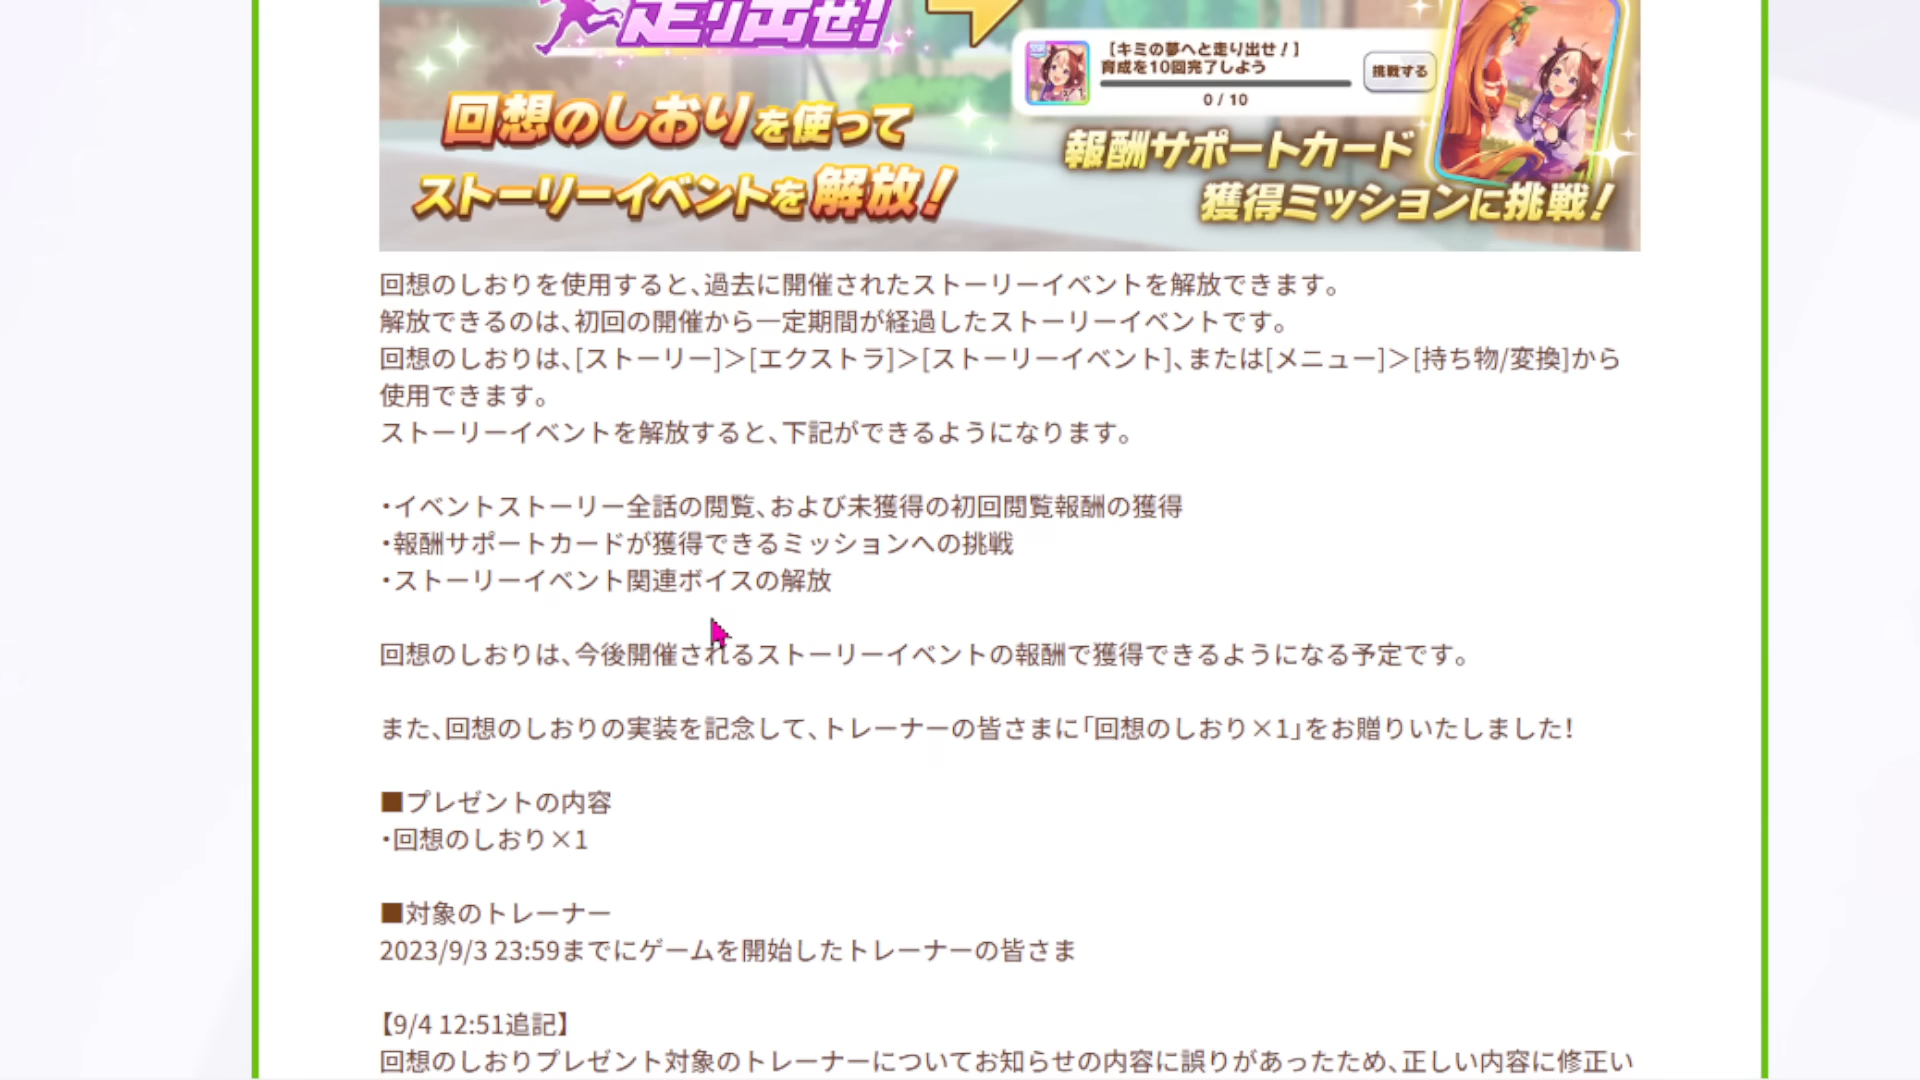 走り出せ!
【キミの夢へと走り出せ！】
育成を10回完了しよう
0 / 10
挑戦する
回想のしおりを使って
ストーリーイベントを解放！
報酬サポートカード
獲得ミッションに挑戦！
回想のしおりを使用すると、過去に開催されたストーリーイベントを解放できます。
解放できるのは、初回の開催から一定期間が経過したストーリーイベントです。
回想のしおりは、[ストーリー]＞[エクストラ]＞[ストーリーイベント]、または[メニュー]＞[持ち物/変換]から
使用できます。
ストーリーイベントを解放すると、下記ができるようになります。
・イベントストーリー全話の閲覧、および未獲得の初回閲覧報酬の獲得
・報酬サポートカードが獲得できるミッションへの挑戦
・ストーリーイベント関連ボイスの解放
回想のしおりは、今後開催されるストーリーイベントの報酬で獲得できるようになる予定です。
また、回想のしおりの実装を記念して、トレーナーの皆さまに「回想のしおり×1」をお贈りいたしました！
■プレゼントの内容
・回想のしおり×1
■対象のトレーナー
2023/9/3 23:59までにゲームを開始したトレーナーの皆さま
【9/4 12:51追記】
回想のしおりプレゼント対象のトレーナーについてお知らせの内容に誤りがあったため、正しい内容に修正い